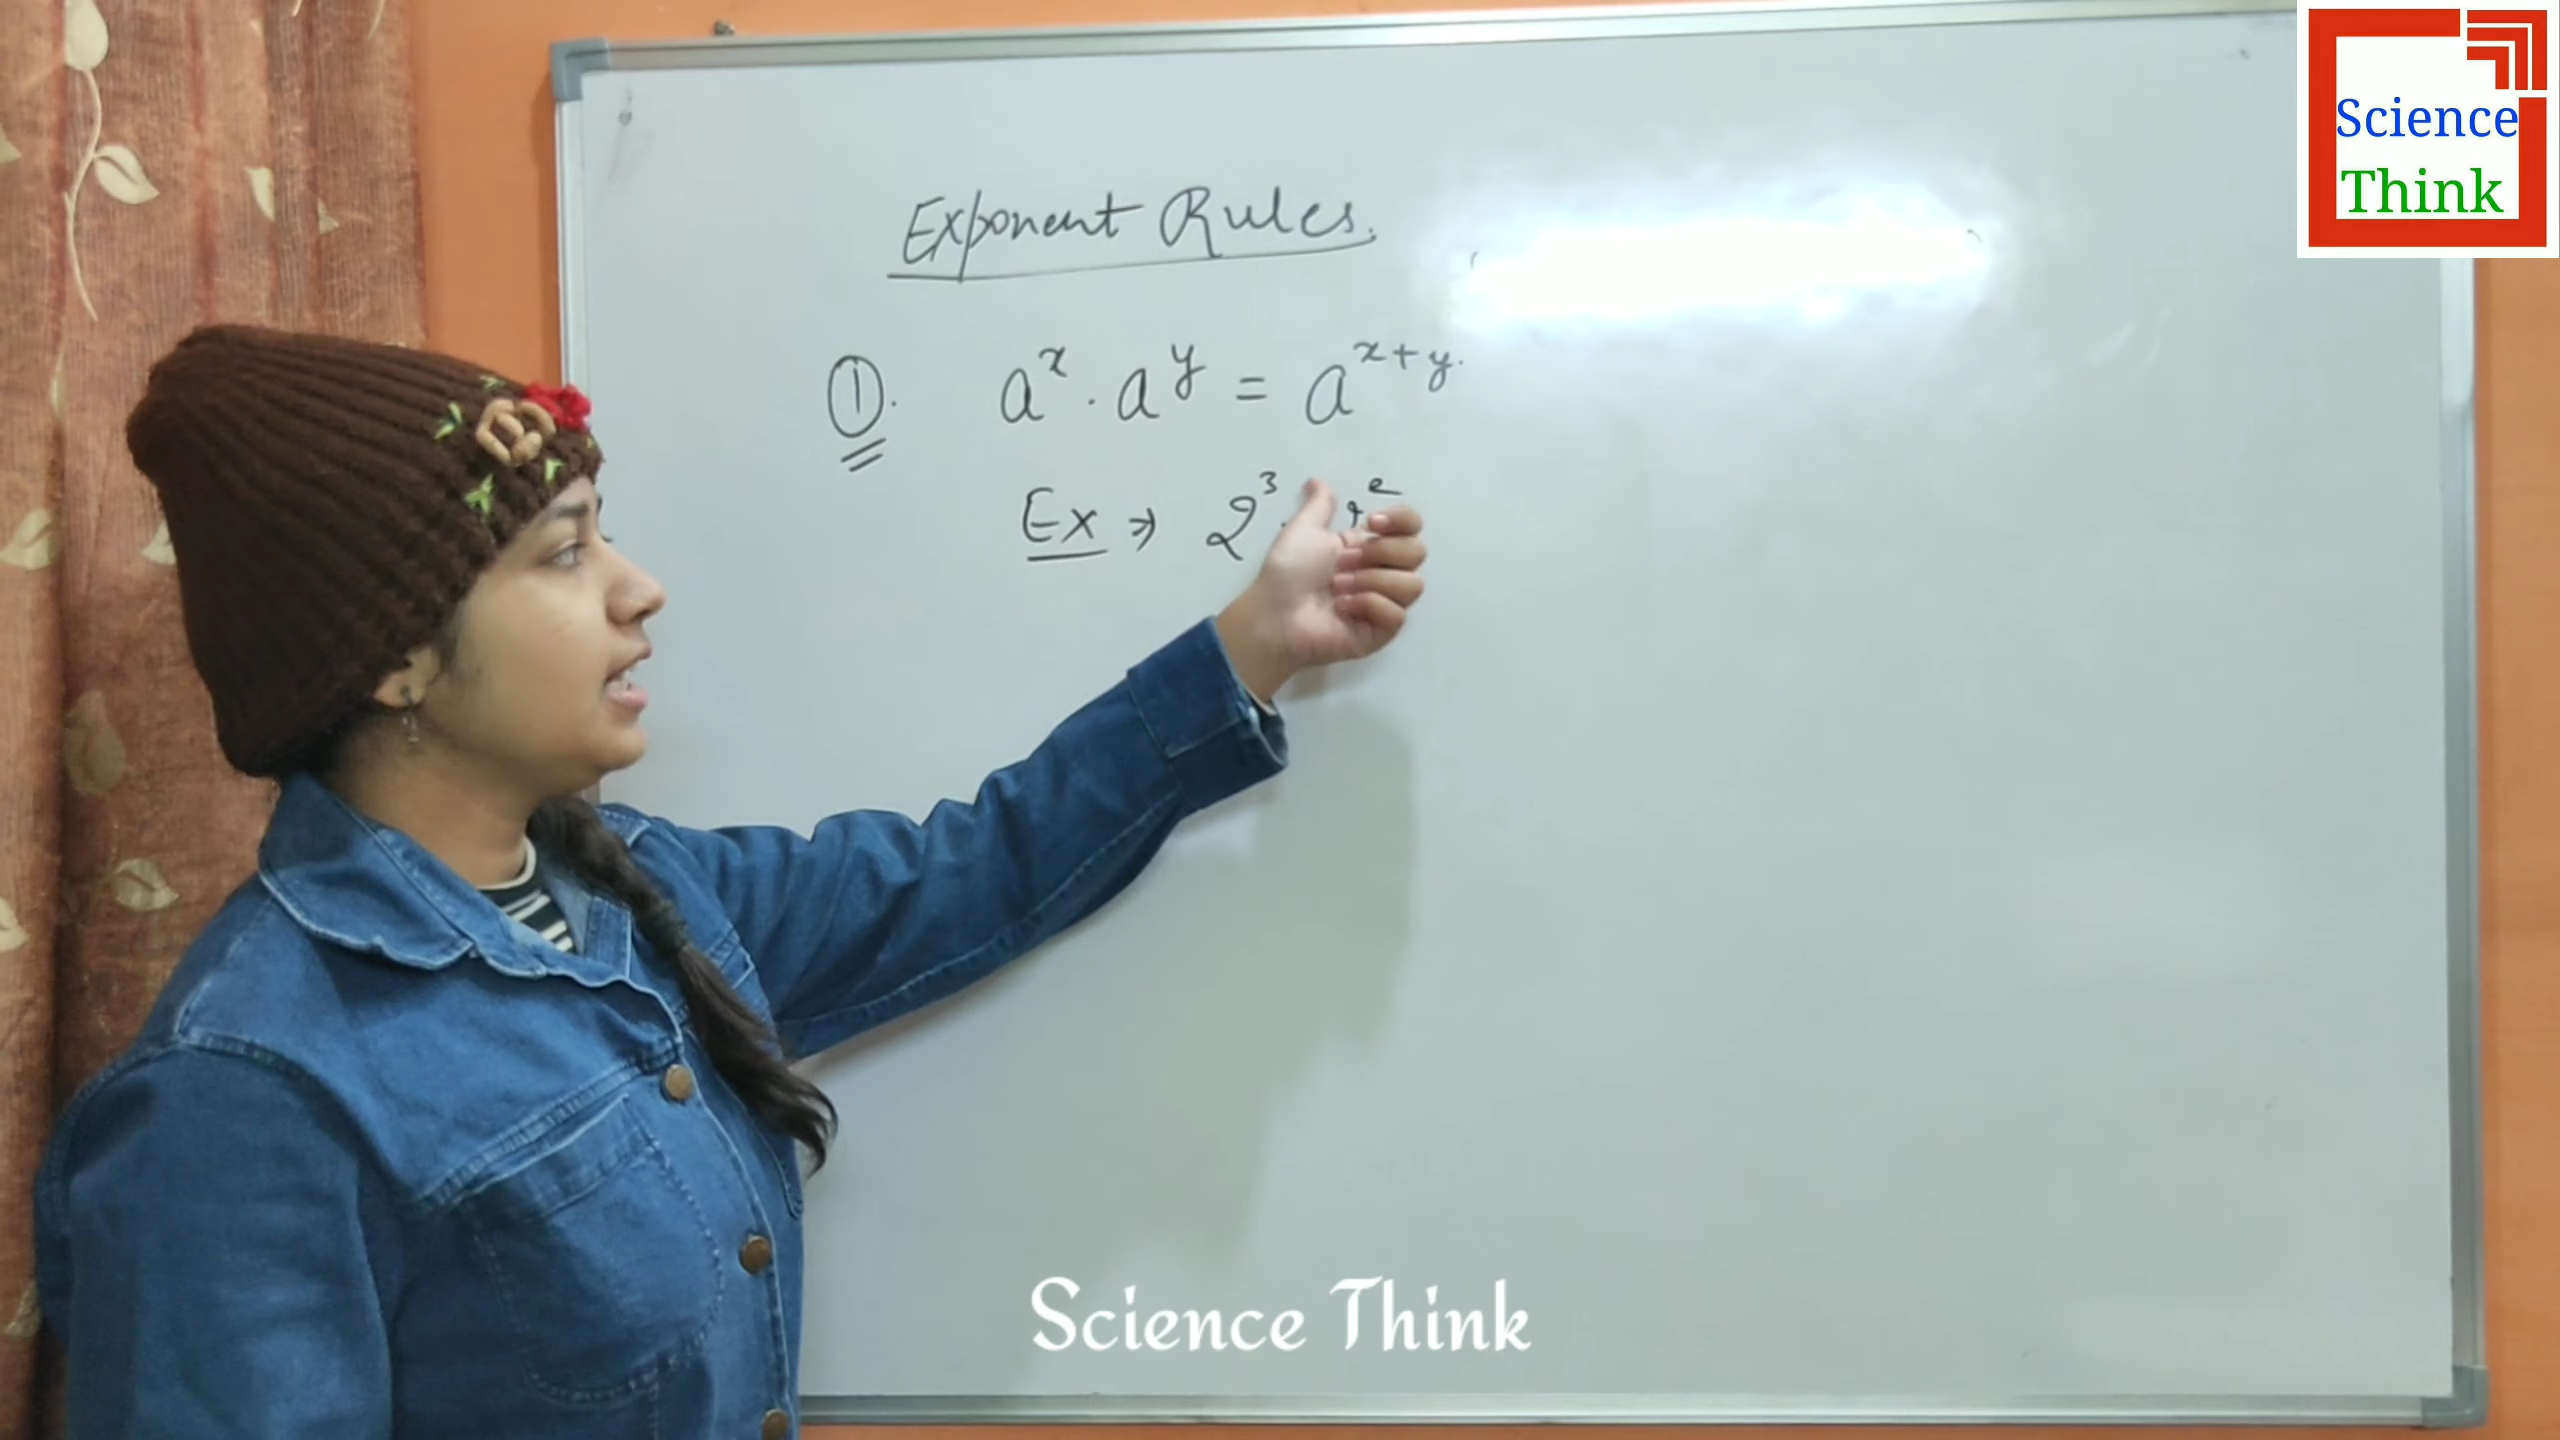 Science
Think
Exponent Rules.
①. a^x . a^y = a^{x+y}.
Ex ⇒ 2^3
Science Think